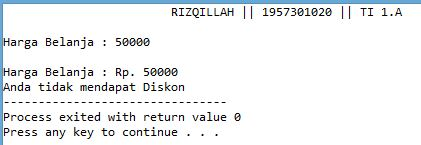 RIZQILLAH || 1957301020 || TI 1.A
Harga Belanja : 50000
Harga Belanja : Rp. 50000
Anda tidak mendapat Diskon
--------------------------------
Process exited with return value 0
Press any key to continue . . .